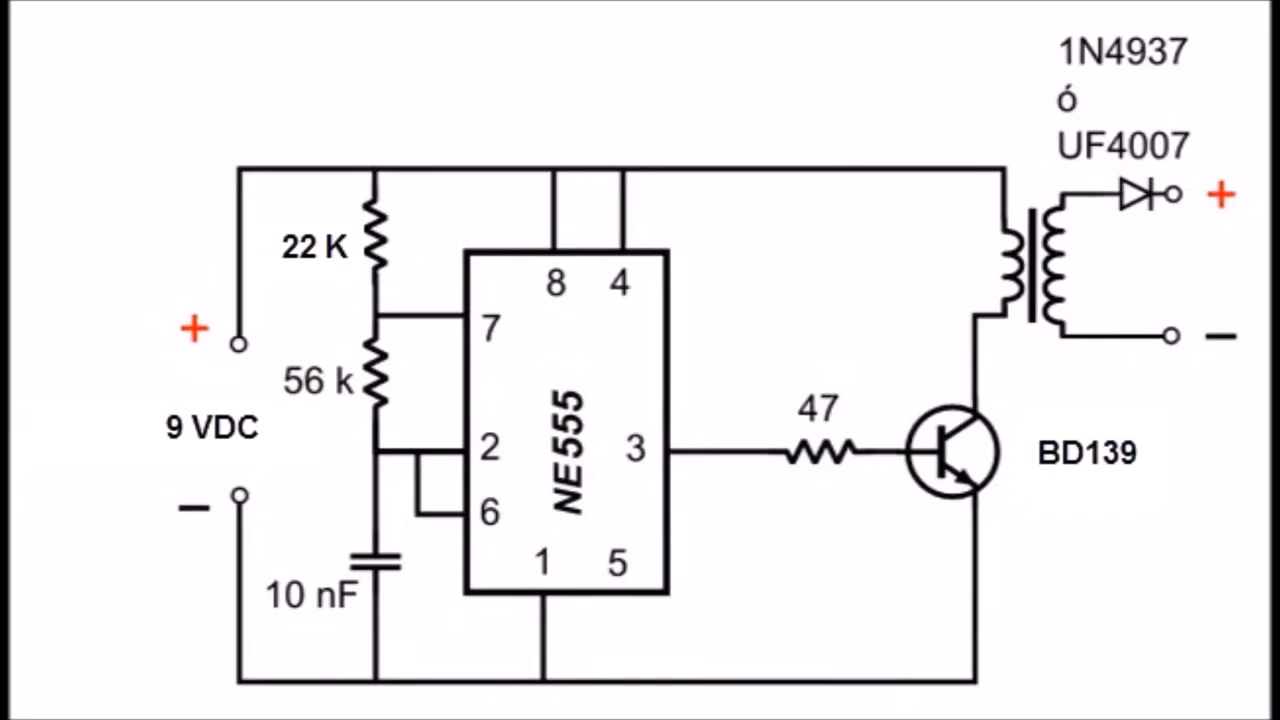 1N4937
ó
UF4007
+
22 K
8 4
+
7
56 k
47
9 VDC
NE555
2
3
BD139
6
−
−
1 5
10 nF